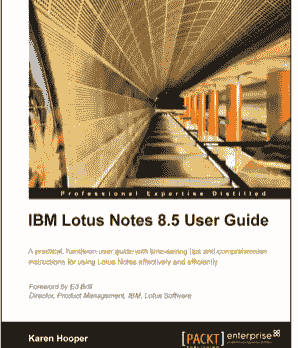 Professional Expertise Distilled
IBM Lotus Notes 8.5 User Guide
A practical, hands-on user guide with time-saving tips and comprehensive
instructions for using Lotus Notes effectively and efficiently
Foreword by Ed Brill
Director, Product Management, IBM, Lotus Software
Karen Hooper
[PACKT] enterprise
PUBLISHING